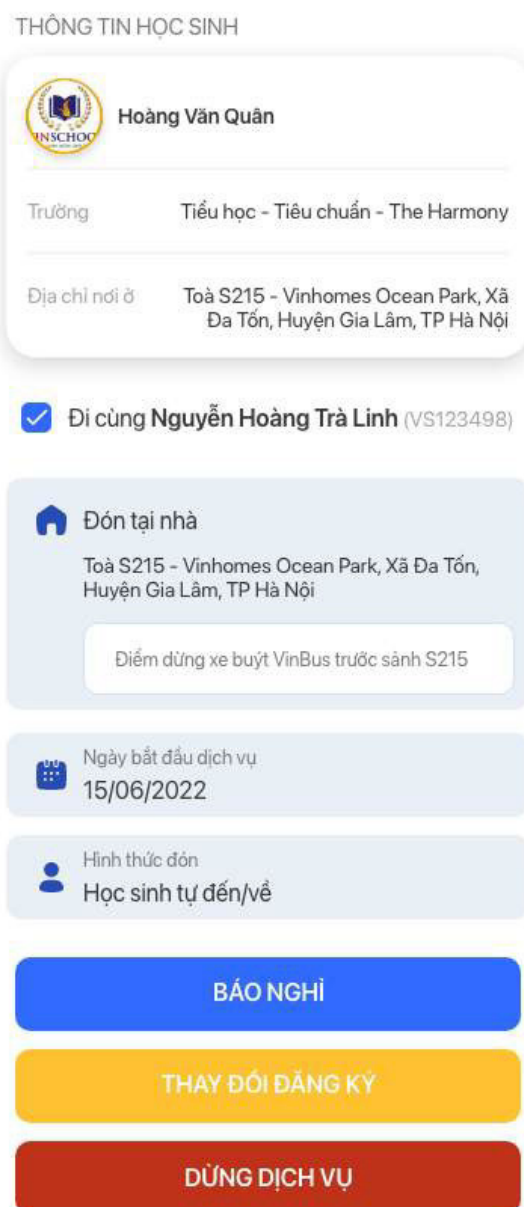 THÔNG TIN HỌC SINH
INSCHOO
Hoàng Văn Quân
Trường
Tiểu học - Tiêu chuẩn - The Harmony
Địa chỉ nơi ở
Toà S215 - Vinhomes Ocean Park, Xã
Đa Tốn, Huyện Gia Lâm, TP Hà Nội
Đi cùng Nguyễn Hoàng Trà Linh (VS123498)
Đón tại nhà
Toà S215 - Vinhomes Ocean Park, Xã Đa Tốn,
Huyện Gia Lâm, TP Hà Nội
Điểm dừng xe buýt VinBus trước sảnh S215
Ngày bắt đầu dịch vụ
15/06/2022
Hình thức đón
Học sinh tự đến/về
BÁO NGHỈ
THAY ĐỔI ĐĂNG KÝ
DỪNG DỊCH VỤ